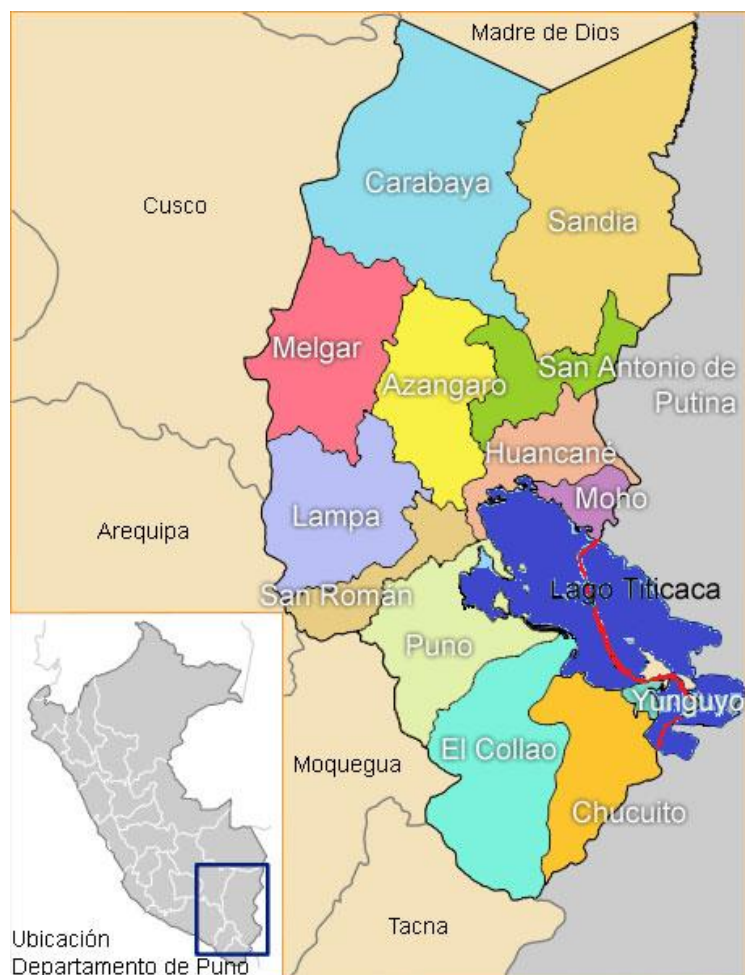 Madre de Dios
Carabaya
Cusco
Sandia
Melgar
Azangaro
San Antonio de
Putina
Huancané
Moho
Lampa
Arequipa
Lago Titicaca
San Román
Puno
Yunguyo
El Collao
Moquegua
Chucuito
Tacna
Ubicación
Departamento de Puno